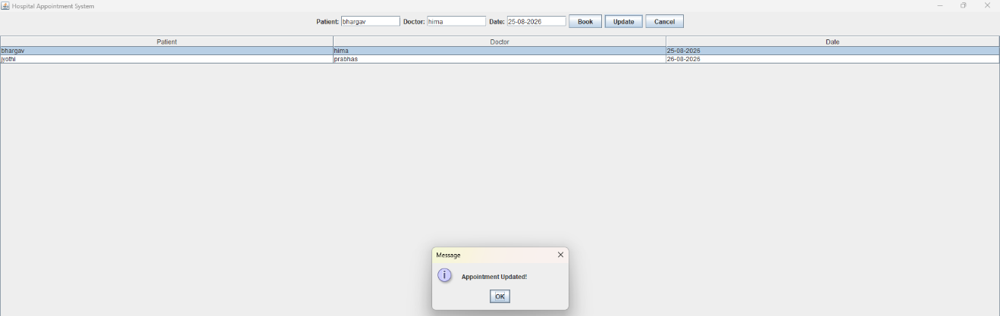 Hospital Appointment System
Patient: bhargav Doctor: hima Date: 25-08-2026 Book Update Cancel
Patient Doctor Date
bhargav hima 25-08-2026
jyothi prabhas 26-08-2026
Message
i Appointment Updated!
OK